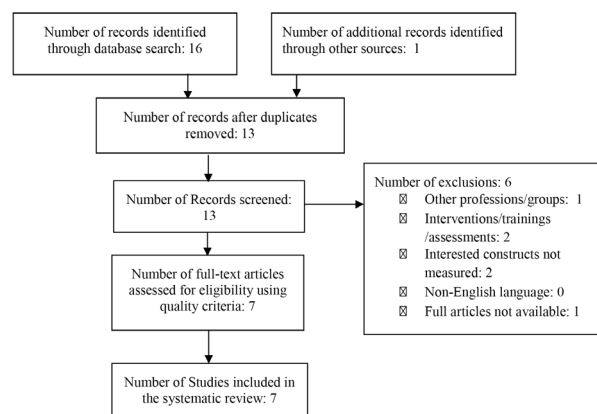 Number of records identified
through database search: 16
Number of additional records identified
through other sources: 1
Number of records after duplicates
removed: 13
Number of Records screened:
13
Number of exclusions: 6
Other professions/groups: 1
Interventions/trainings
/assessments: 2
Interested constructs not
measured: 2
Non-English language: 0
Full articles not available: 1
Number of full-text articles
assessed for eligibility using
quality criteria: 7
Number of Studies included in
the systematic review: 7